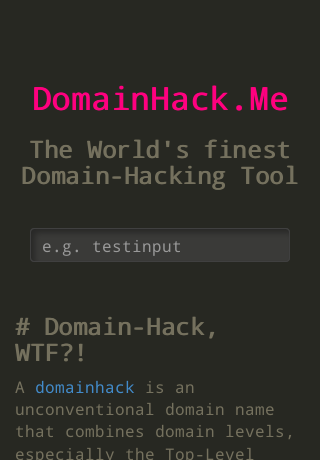 DomainHack.Me
The World's finest
Domain-Hacking Tool
e.g. testinput
# Domain-Hack,
WTF?!
A domainhack is an
unconventional domain name
that combines domain levels,
especially the Top-Level